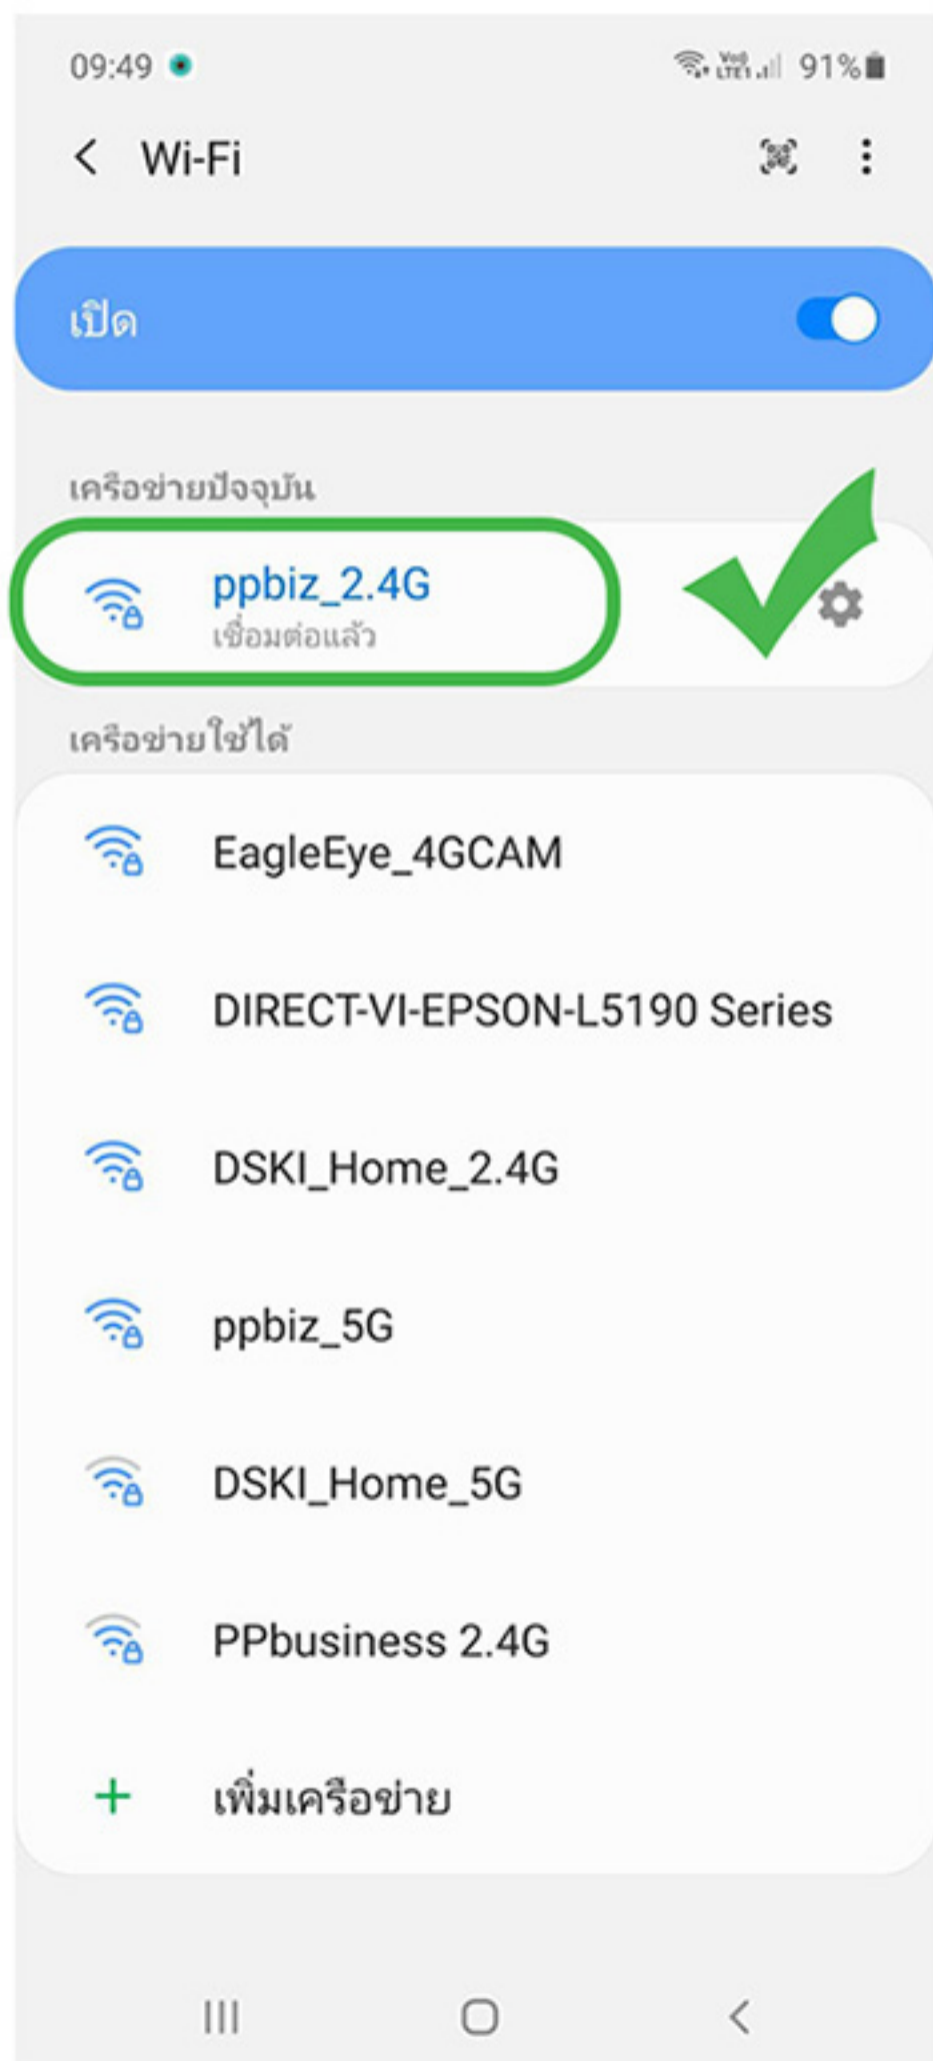 09:49 91%
Wi-Fi
เปิด
เครือข่ายปัจจุบัน
ppbiz_2.4G
เชื่อมต่อแล้ว
เครือข่ายใช้ได้
EagleEye_4GCAM
DIRECT-VI-EPSON-L5190 Series
DSKI_Home_2.4G
ppbiz_5G
DSKI_Home_5G
PPbusiness 2.4G
เพิ่มเครือข่าย